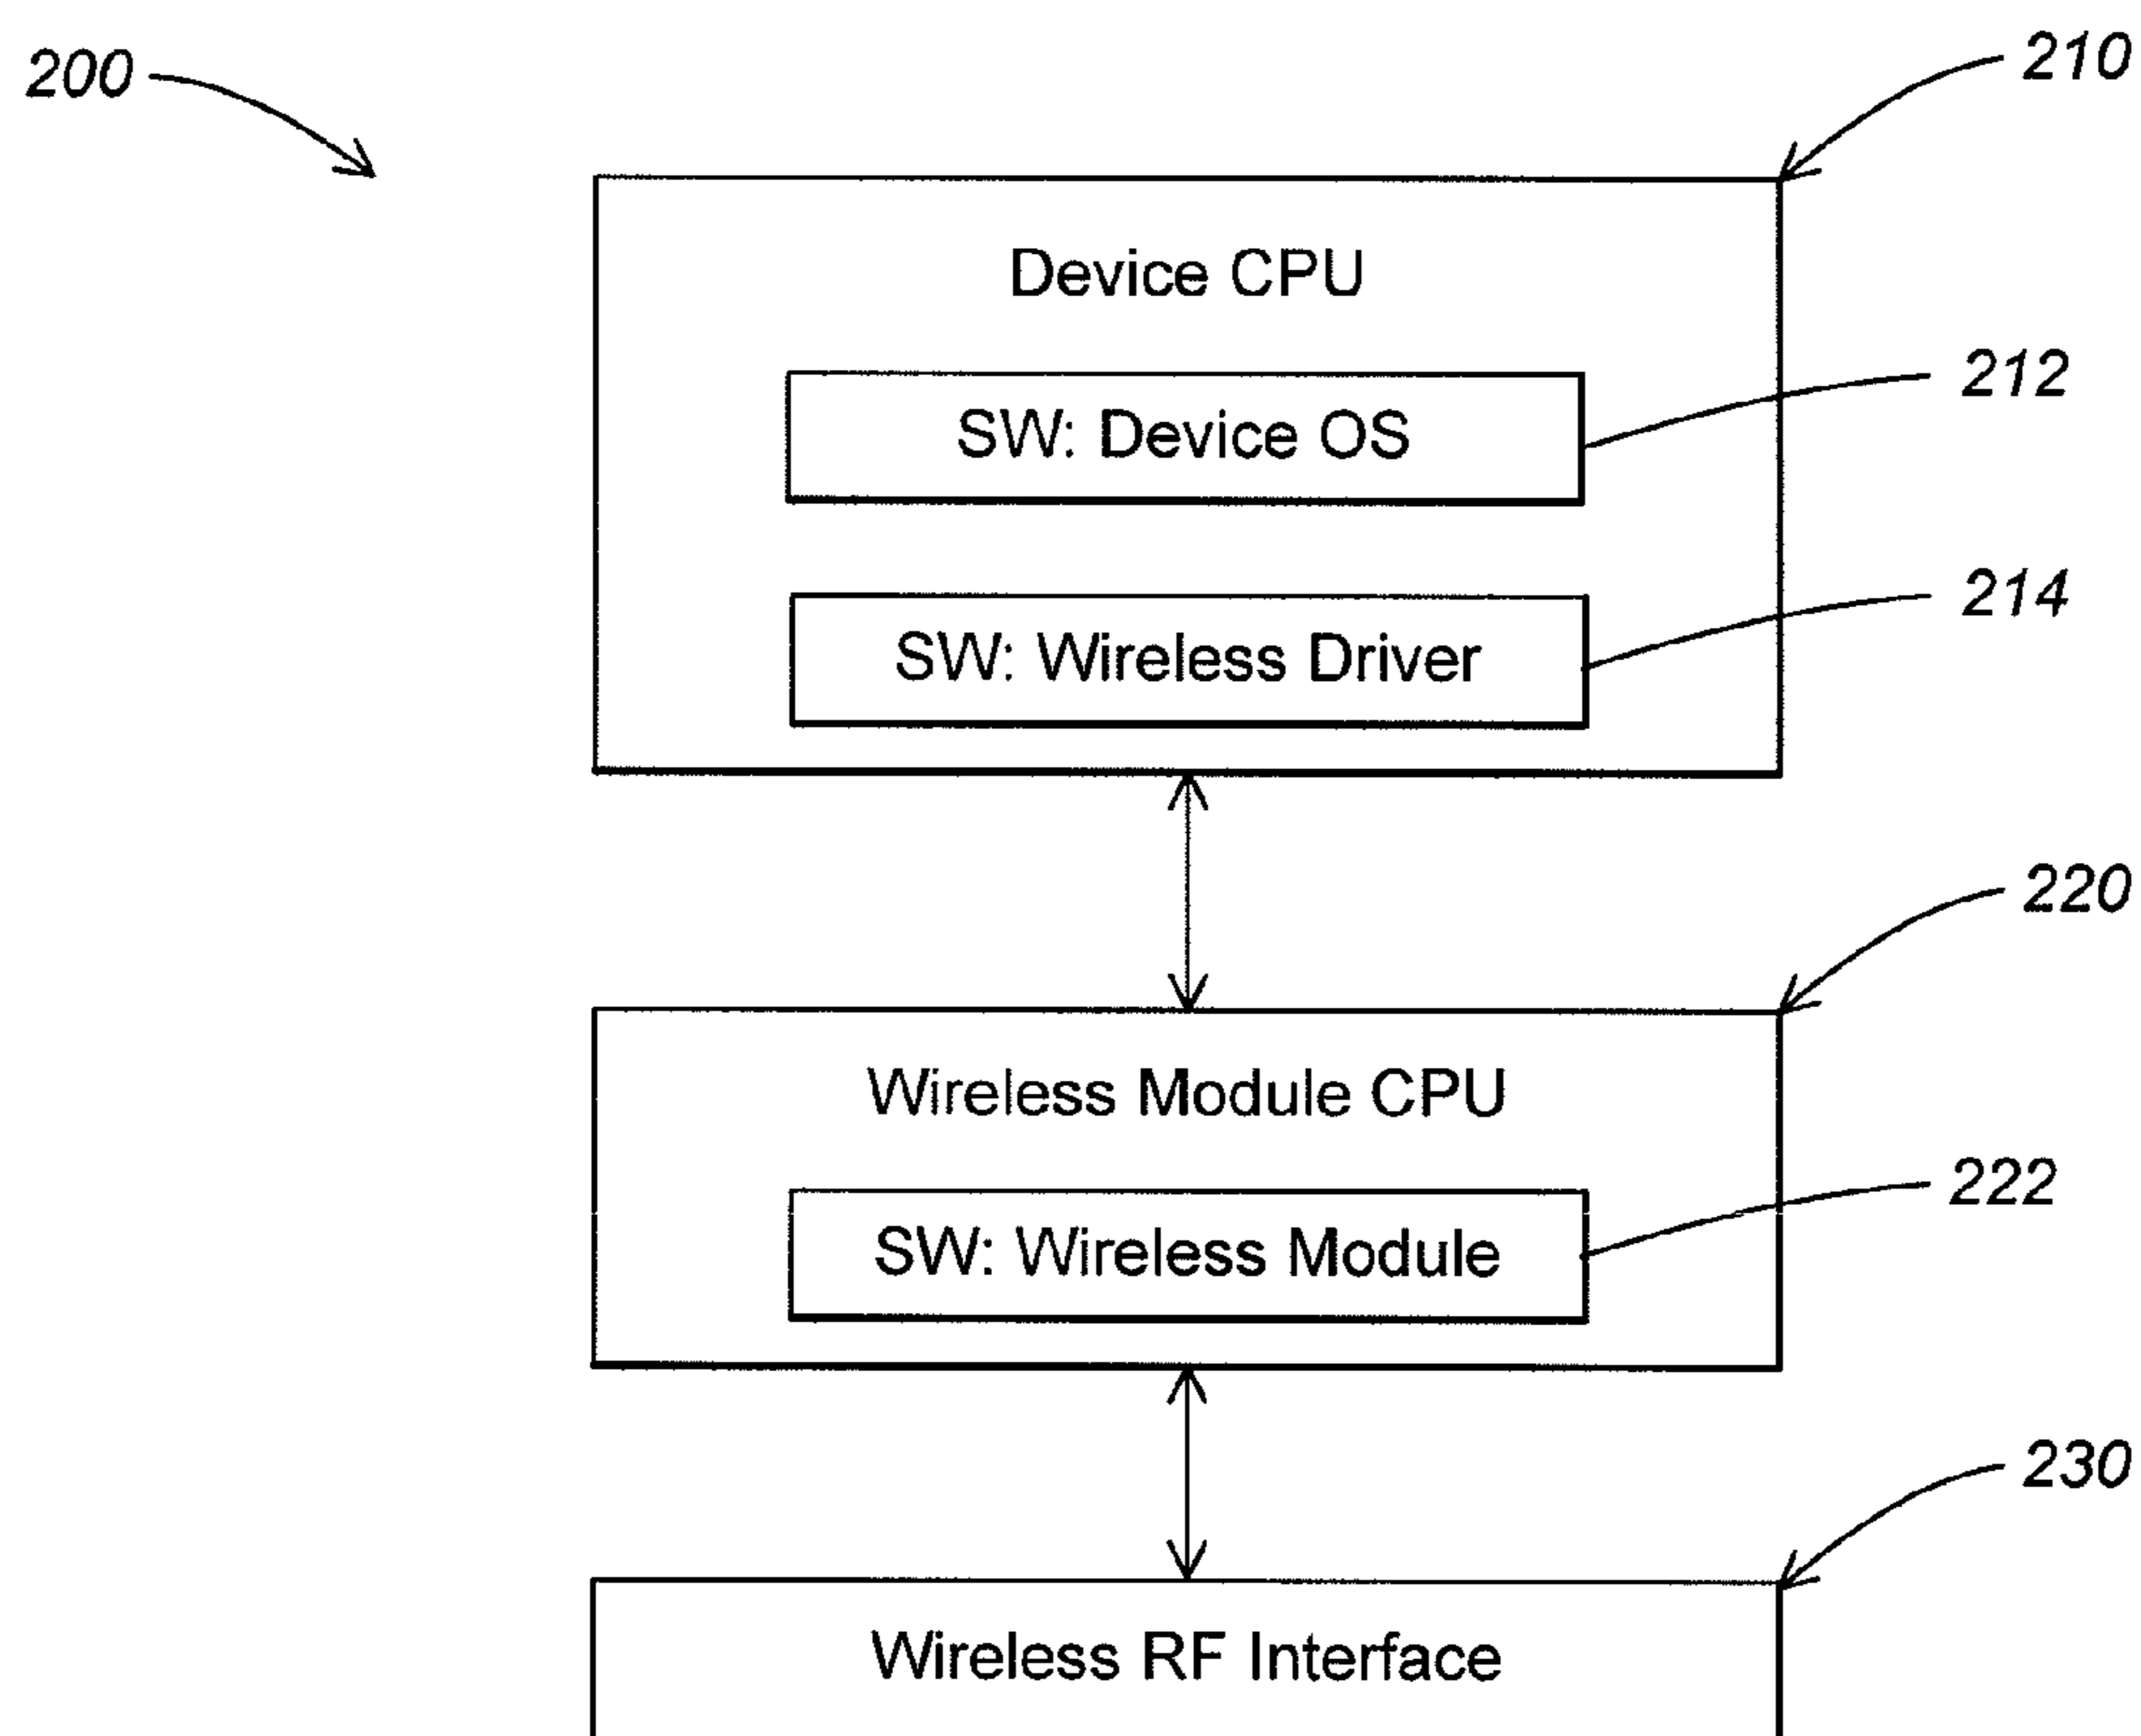 200
210
Device CPU
212
SW: Device OS
214
SW: Wireless Driver
220
Wireless Module CPU
222
SW: Wireless Module
230
Wireless RF Interface